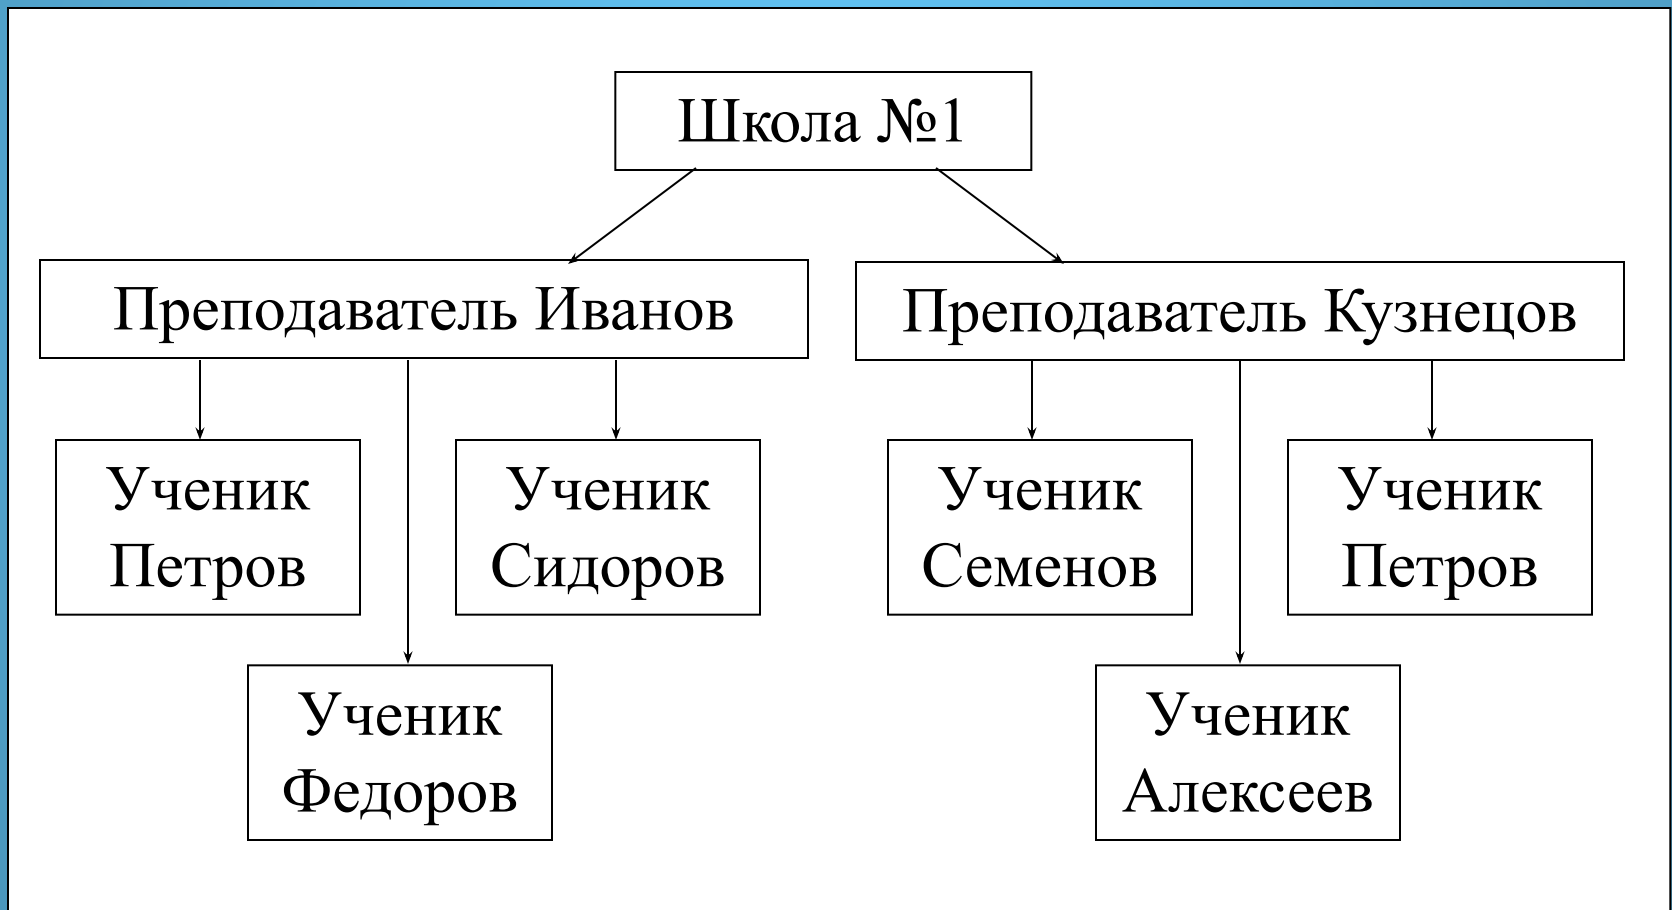 Школа №1
Преподаватель Иванов
Преподаватель Кузнецов
Ученик
Петров
Ученик
Сидоров
Ученик
Семенов
Ученик
Петров
Ученик
Федоров
Ученик
Алексеев